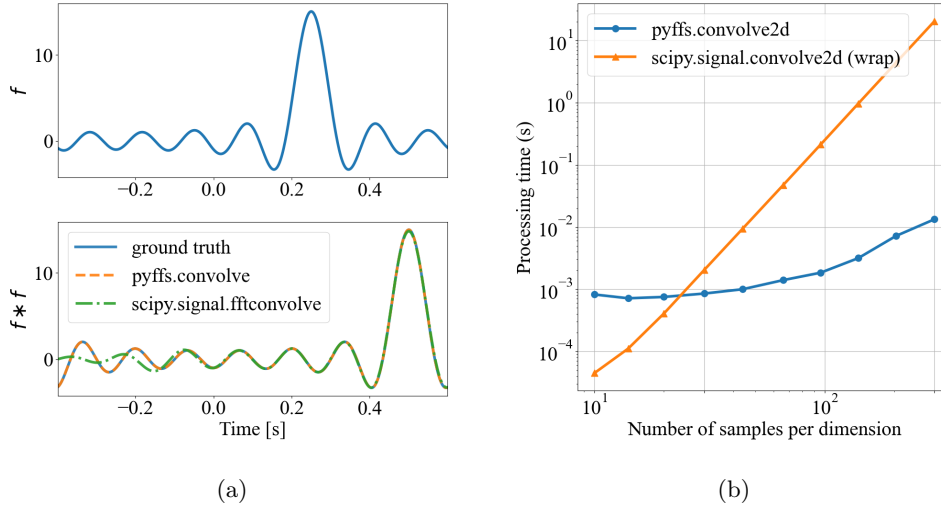 f
10
0
−0.2
0.0
0.2
0.4
f * f
10
0
ground truth
pyffs.convolve
scipy.signal.fftconvolve
−0.2
0.0
0.2
0.4
Time [s]
(a)
Processing time (s)
10^1
10^0
10^−1
10^−2
10^−3
10^−4
pyffs.convolve2d
scipy.signal.convolve2d (wrap)
10^1
10^2
Number of samples per dimension
(b)